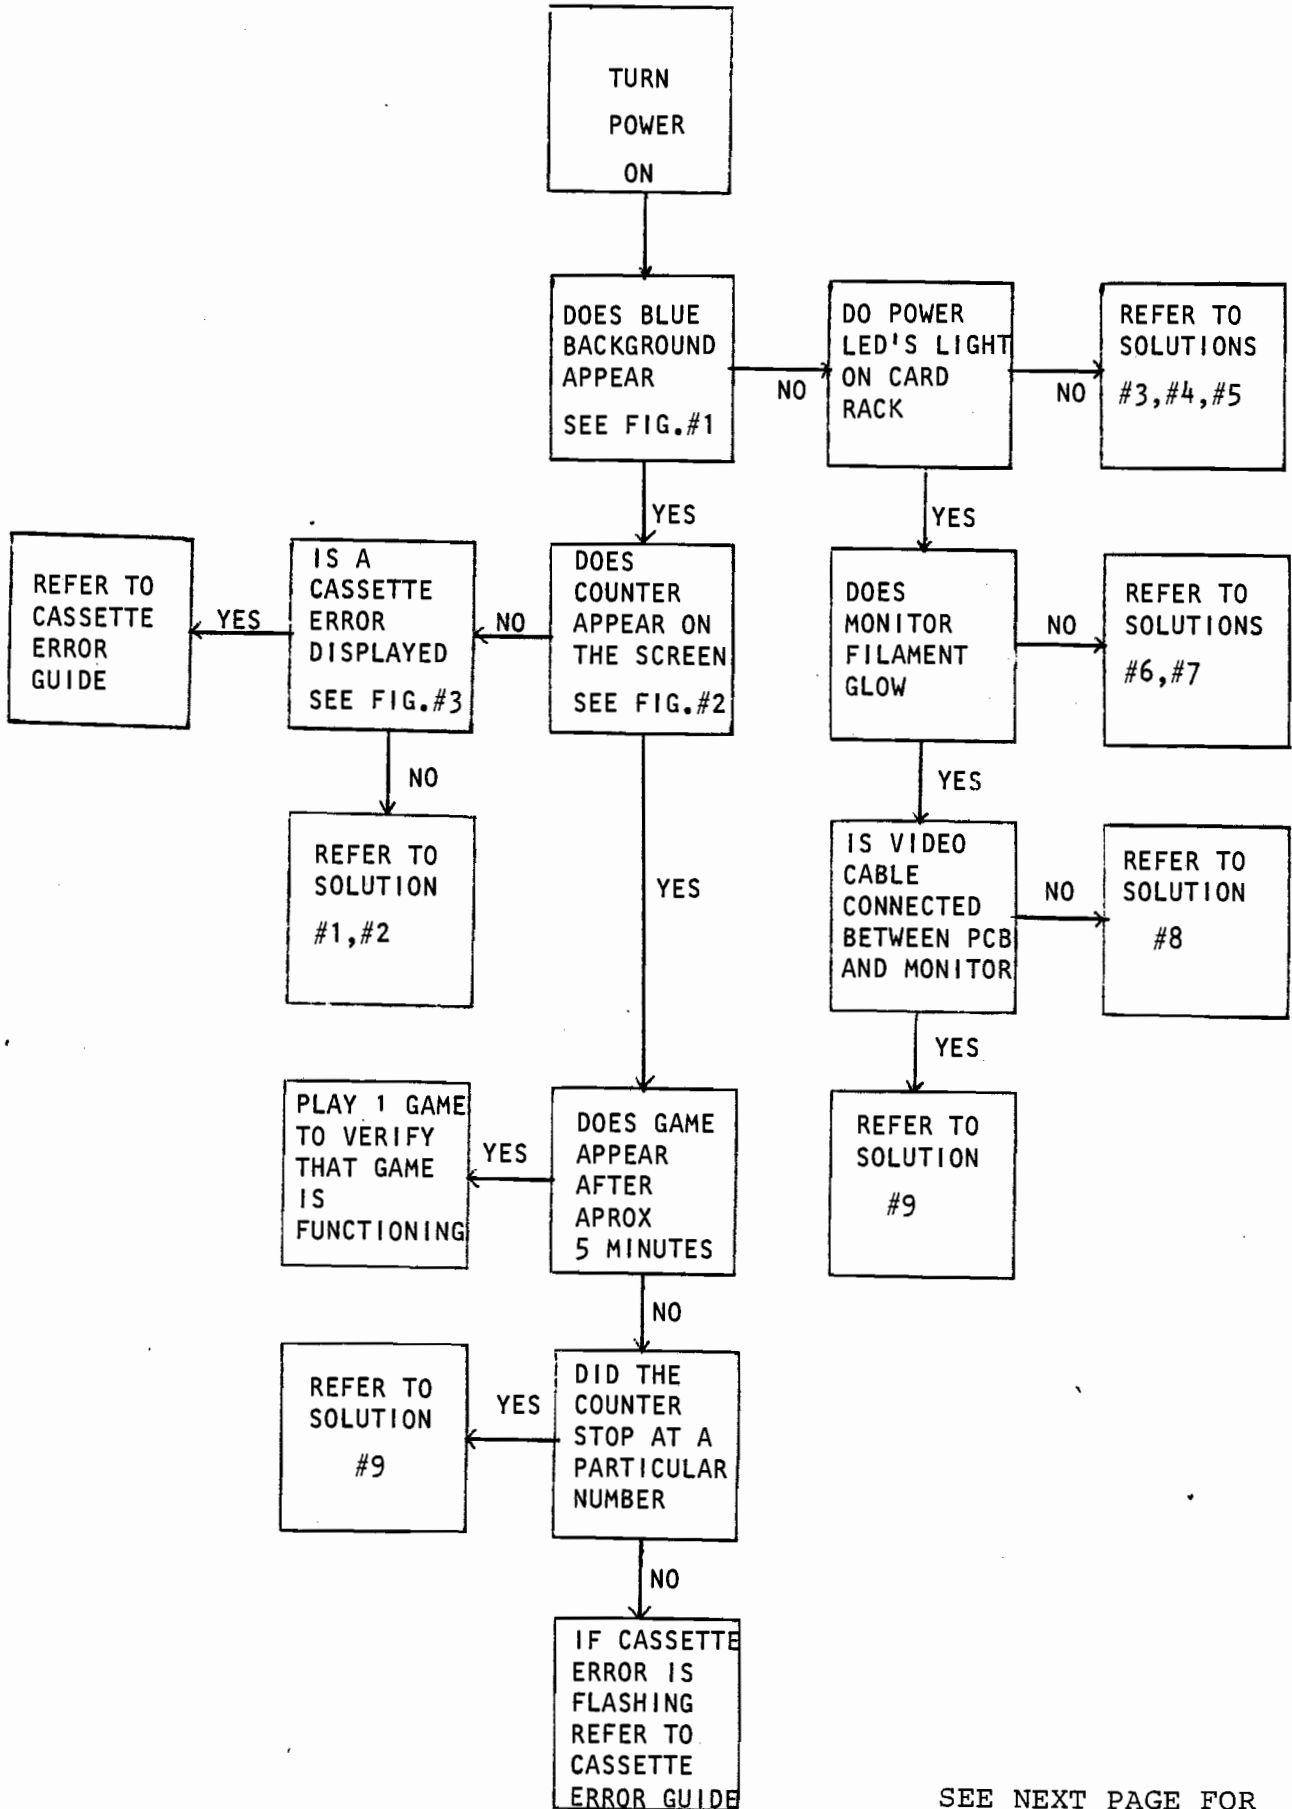 TURN
POWER
ON
DOES BLUE
BACKGROUND
APPEAR
SEE FIG.#1
NO
DO POWER
LED'S LIGHT
ON CARD
RACK
NO
REFER TO
SOLUTIONS
#3,#4,#5
YES
YES
REFER TO
CASSETTE
ERROR
GUIDE
YES
IS A
CASSETTE
ERROR
DISPLAYED
SEE FIG.#3
NO
DOES
COUNTER
APPEAR ON
THE SCREEN
SEE FIG.#2
DOES
MONITOR
FILAMENT
GLOW
NO
REFER TO
SOLUTIONS
#6,#7
NO
YES
REFER TO
SOLUTION
#1,#2
YES
IS VIDEO
CABLE
CONNECTED
BETWEEN PCB
AND MONITOR
NO
REFER TO
SOLUTION
#8
YES
PLAY 1 GAME
TO VERIFY
THAT GAME
IS
FUNCTIONING
YES
DOES GAME
APPEAR
AFTER
APROX
5 MINUTES
REFER TO
SOLUTION
#9
NO
REFER TO
SOLUTION
#9
YES
DID THE
COUNTER
STOP AT A
PARTICULAR
NUMBER
NO
IF CASSETTE
ERROR IS
FLASHING
REFER TO
CASSETTE
ERROR GUIDE
SEE NEXT PAGE FOR